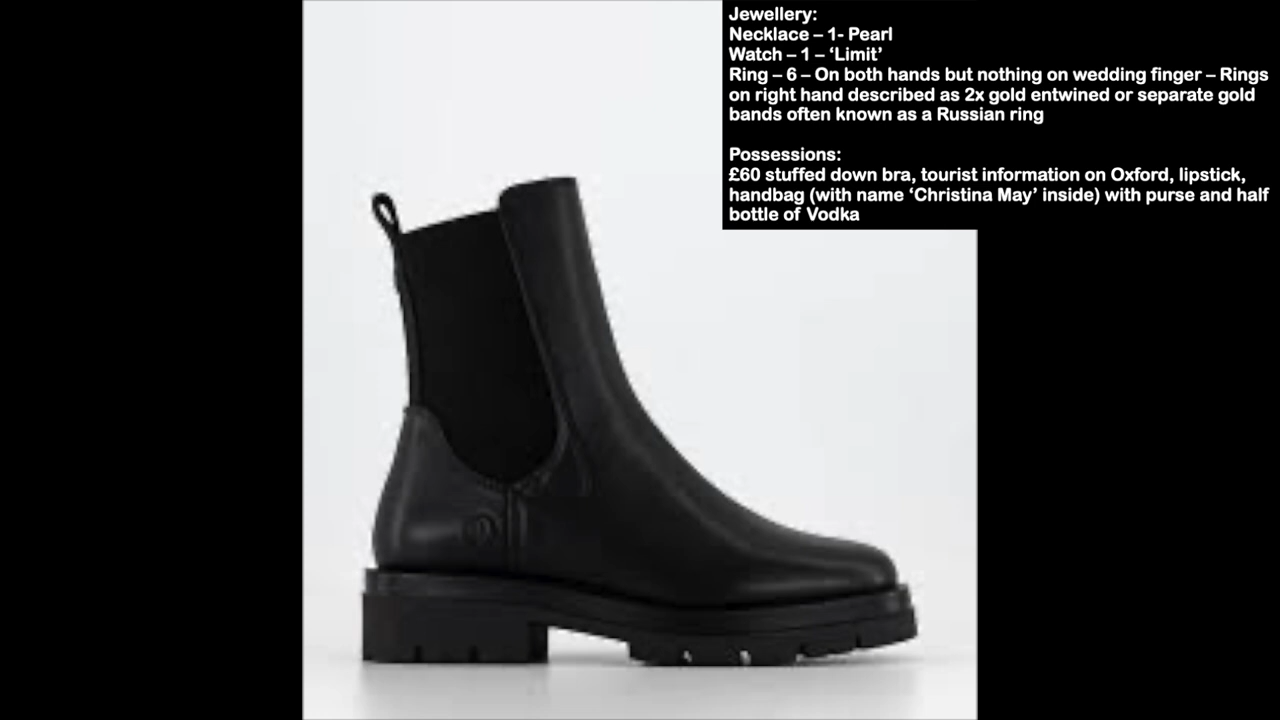 Jewellery:
Necklace – 1- Pearl
Watch – 1 – ‘Limit’
Ring – 6 – On both hands but nothing on wedding finger – Rings
on right hand described as 2x gold entwined or separate gold
bands often known as a Russian ring
Possessions:
£60 stuffed down bra, tourist information on Oxford, lipstick,
handbag (with name ‘Christina May’ inside) with purse and half
bottle of Vodka